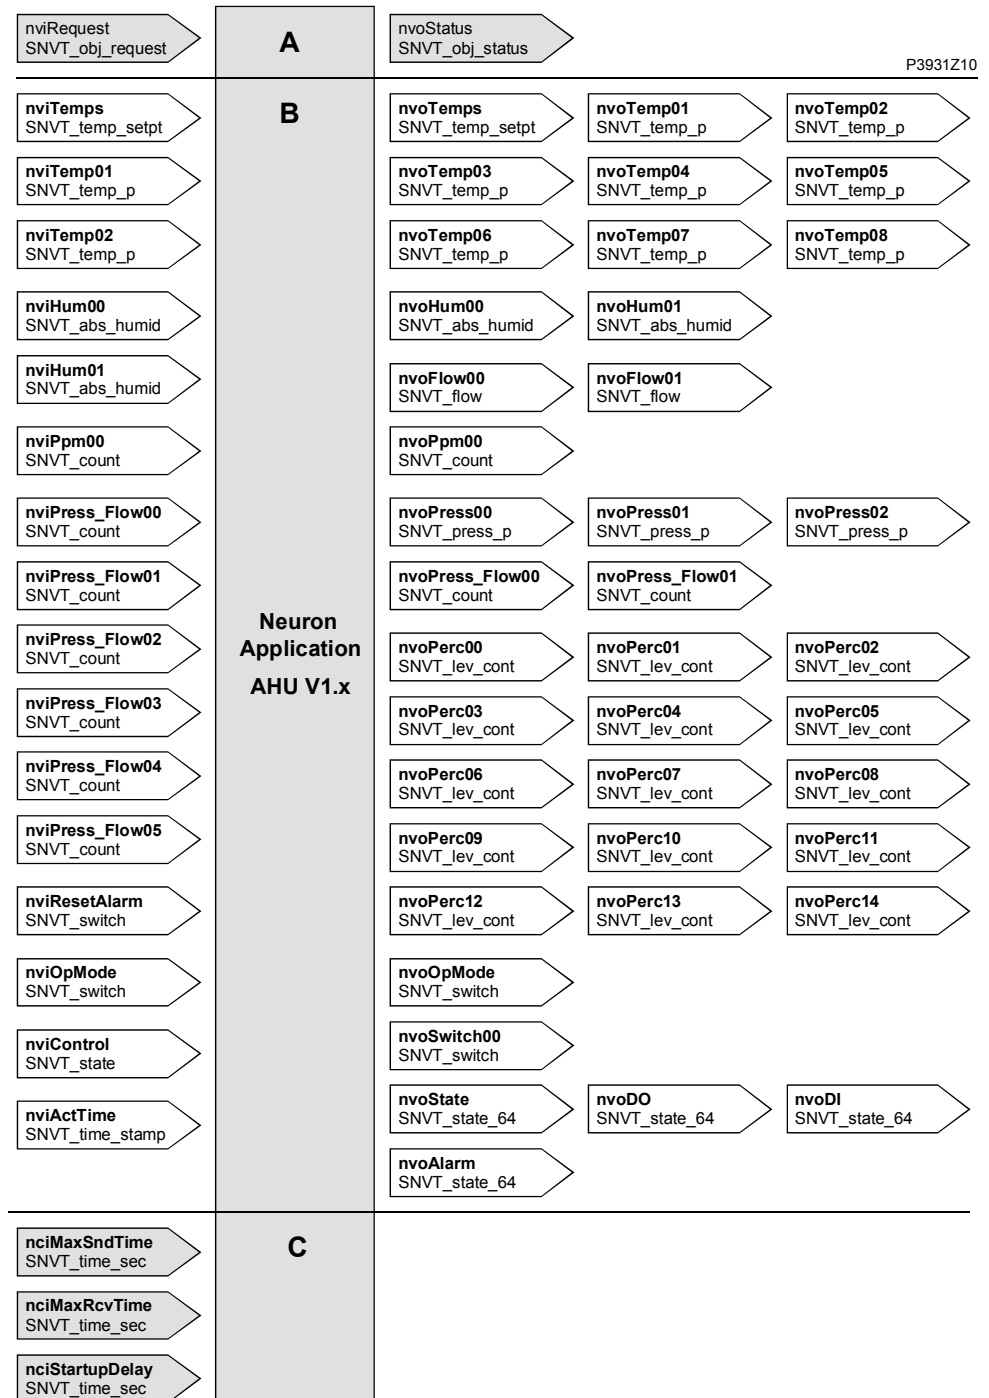 nviRequest
SNVT_obj_request
A
nvoStatus
SNVT_obj_status
P3931Z10
nviTemps
SNVT_temp_setpt
B
nvoTemps
SNVT_temp_setpt
nvoTemp01
SNVT_temp_p
nvoTemp02
SNVT_temp_p
nviTemp01
SNVT_temp_p
nvoTemp03
SNVT_temp_p
nvoTemp04
SNVT_temp_p
nvoTemp05
SNVT_temp_p
nviTemp02
SNVT_temp_p
nvoTemp06
SNVT_temp_p
nvoTemp07
SNVT_temp_p
nvoTemp08
SNVT_temp_p
nviHum00
SNVT_abs_humid
nvoHum00
SNVT_abs_humid
nvoHum01
SNVT_abs_humid
nviHum01
SNVT_abs_humid
nvoFlow00
SNVT_flow
nvoFlow01
SNVT_flow
nviPpm00
SNVT_count
nvoPpm00
SNVT_count
nviPress_Flow00
SNVT_count
nvoPress00
SNVT_press_p
nvoPress01
SNVT_press_p
nvoPress02
SNVT_press_p
nviPress_Flow01
SNVT_count
nvoPress_Flow00
SNVT_count
nvoPress_Flow01
SNVT_count
Neuron
Application
AHU V1.x
nviPress_Flow02
SNVT_count
nvoPerc00
SNVT_lev_cont
nvoPerc01
SNVT_lev_cont
nvoPerc02
SNVT_lev_cont
nviPress_Flow03
SNVT_count
nvoPerc03
SNVT_lev_cont
nvoPerc04
SNVT_lev_cont
nvoPerc05
SNVT_lev_cont
nviPress_Flow04
SNVT_count
nvoPerc06
SNVT_lev_cont
nvoPerc07
SNVT_lev_cont
nvoPerc08
SNVT_lev_cont
nviPress_Flow05
SNVT_count
nvoPerc09
SNVT_lev_cont
nvoPerc10
SNVT_lev_cont
nvoPerc11
SNVT_lev_cont
nviResetAlarm
SNVT_switch
nvoPerc12
SNVT_lev_cont
nvoPerc13
SNVT_lev_cont
nvoPerc14
SNVT_lev_cont
nviOpMode
SNVT_switch
nvoOpMode
SNVT_switch
nviControl
SNVT_state
nvoSwitch00
SNVT_switch
nviActTime
SNVT_time_stamp
nvoState
SNVT_state_64
nvoDO
SNVT_state_64
nvoDI
SNVT_state_64
nvoAlarm
SNVT_state_64
nciMaxSndTime
SNVT_time_sec
C
nciMaxRcvTime
SNVT_time_sec
nciStartupDelay
SNVT_time_sec